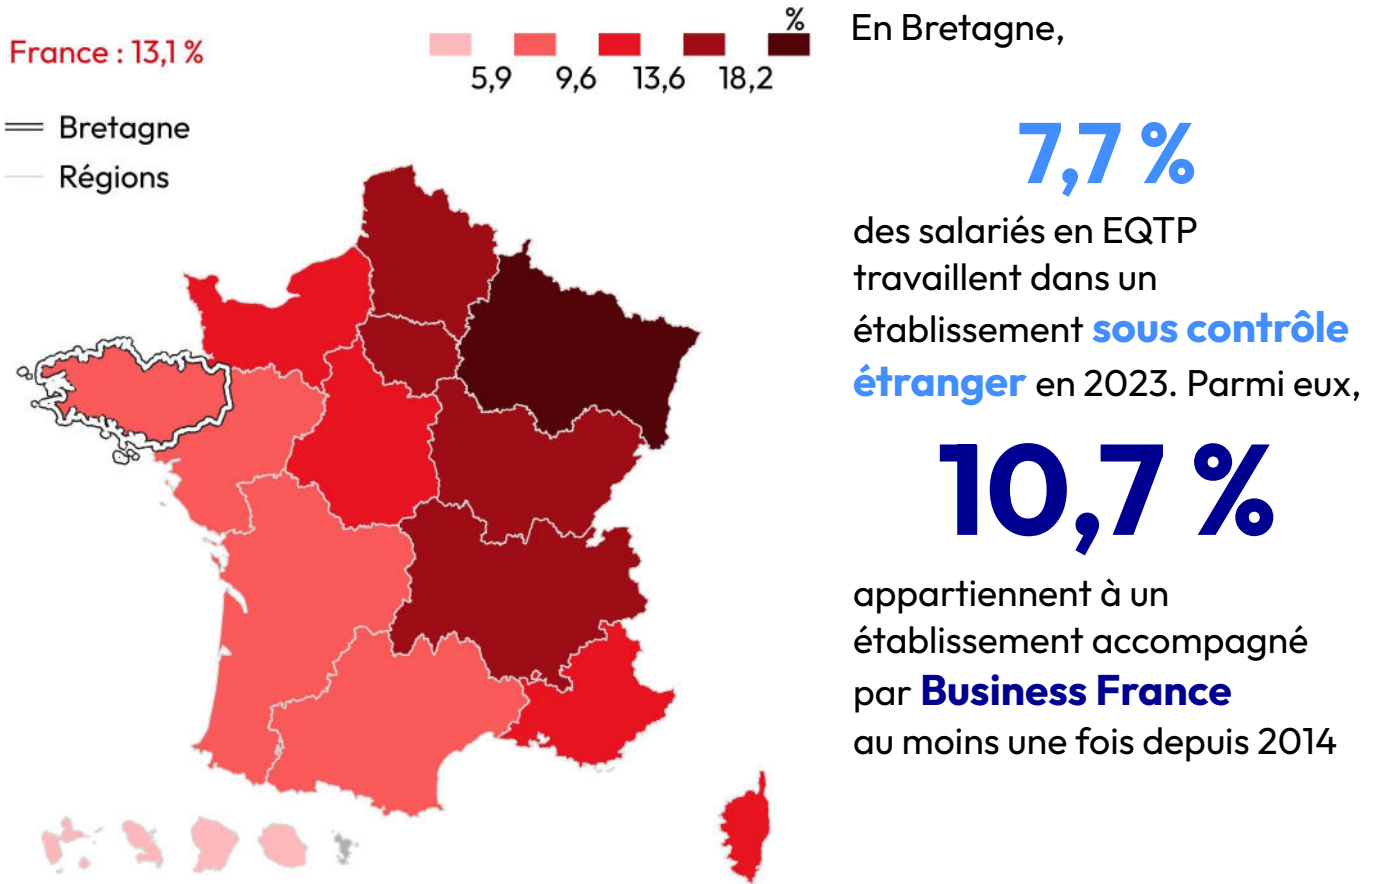 France : 13,1 %
%
5,9 9,6 13,6 18,2
Bretagne
Régions
En Bretagne,
7,7 %
des salariés en EQTP
travaillent dans un
établissement sous contrôle
étranger en 2023. Parmi eux,
10,7 %
appartiennent à un
établissement accompagné
par Business France
au moins une fois depuis 2014